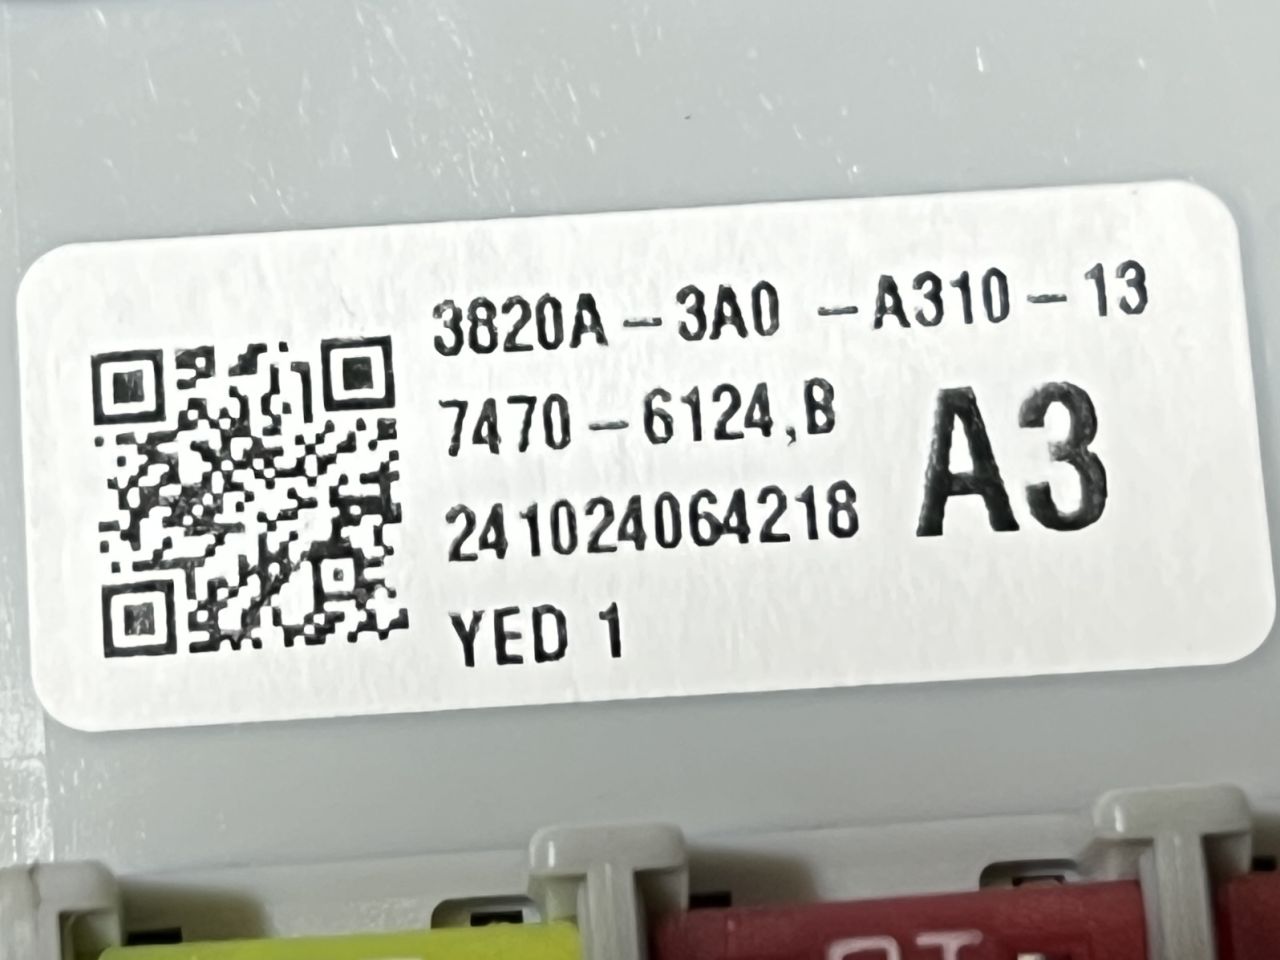 3820A-3A0 -A310-13
7470-6124,B
A3
241024064218
YED 1